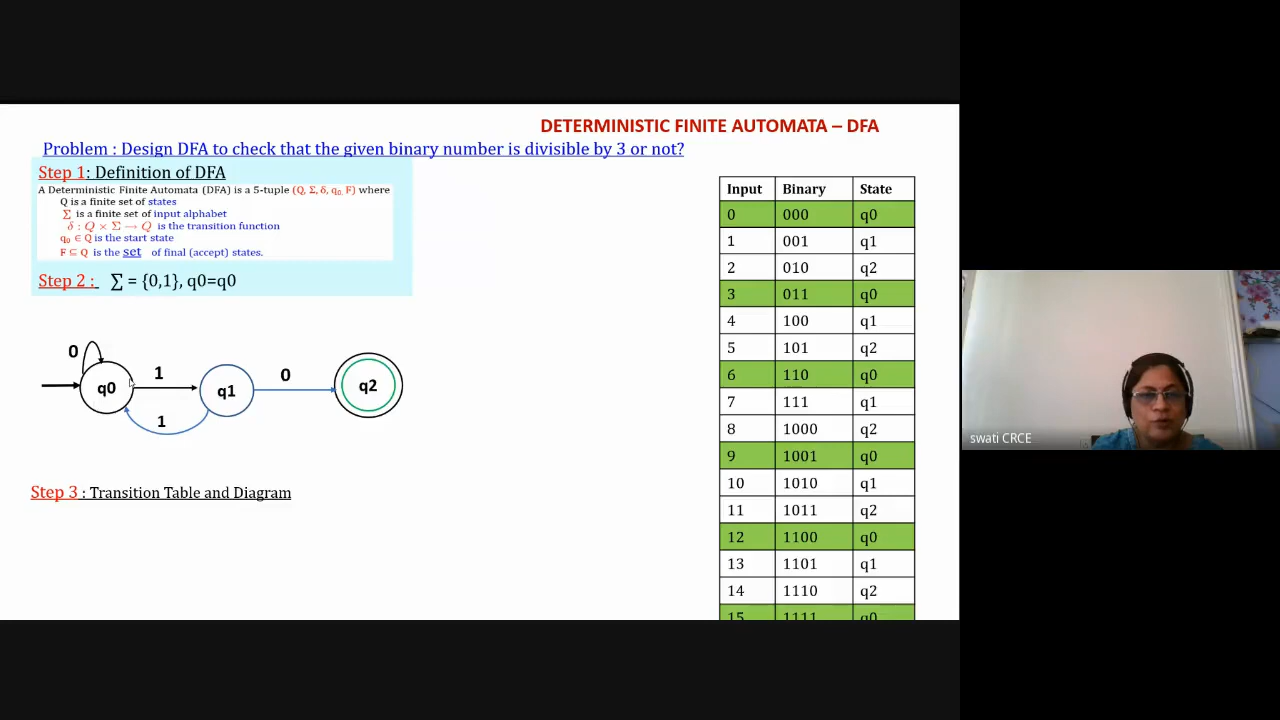 DETERMINISTIC FINITE AUTOMATA – DFA
Problem : Design DFA to check that the given binary number is divisible by 3 or not?
Step 1: Definition of DFA
A Deterministic Finite Automata (DFA) is a 5-tuple (Q, Σ, δ, q₀, F) where
Q is a finite set of states
Σ is a finite set of input alphabet
δ : Q × Σ → Q is the transition function
q₀ ∈ Q is the start state
F ⊆ Q is the set of final (accept) states.
Step 2 : ∑ = {0,1}, q0=q0
0
1
0
q0
q1
q2
1
Step 3 : Transition Table and Diagram
Input Binary State
0 000 q0
1 001 q1
2 010 q2
3 011 q0
4 100 q1
5 101 q2
6 110 q0
7 111 q1
8 1000 q2
9 1001 q0
10 1010 q1
11 1011 q2
12 1100 q0
13 1101 q1
14 1110 q2
15 1111 q0
swati CRCE